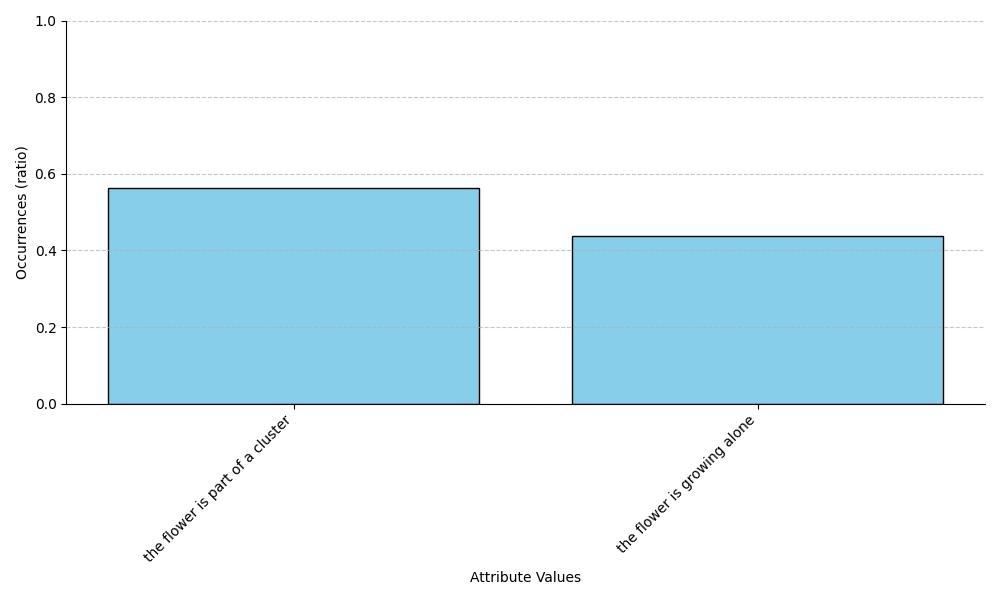 1.0
0.8
0.6
0.4
0.2
0.0
Occurrences (ratio)
the flower is part of a cluster
the flower is growing alone
Attribute Values